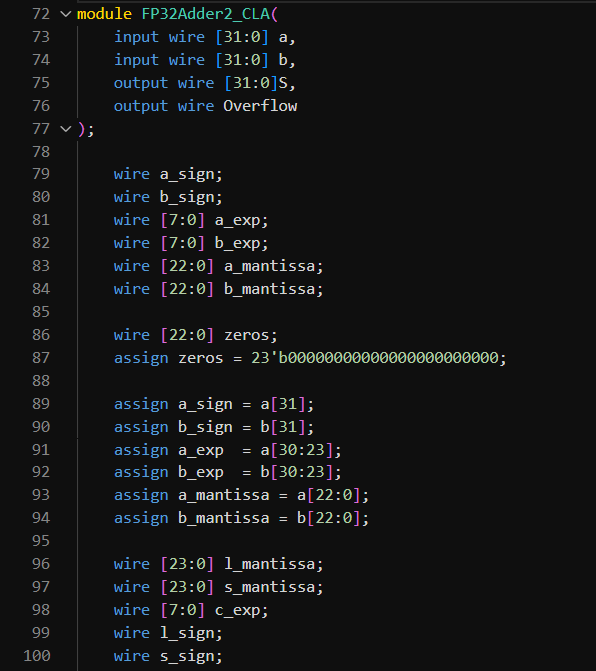 72 module FP32Adder2_CLA(
73     input wire [31:0] a,
74     input wire [31:0] b,
75     output wire [31:0]S,
76     output wire Overflow
77 );
78
79     wire a_sign;
80     wire b_sign;
81     wire [7:0] a_exp;
82     wire [7:0] b_exp;
83     wire [22:0] a_mantissa;
84     wire [22:0] b_mantissa;
85
86     wire [22:0] zeros;
87     assign zeros = 23'b00000000000000000000000;
88
89     assign a_sign = a[31];
90     assign b_sign = b[31];
91     assign a_exp  = a[30:23];
92     assign b_exp  = b[30:23];
93     assign a_mantissa = a[22:0];
94     assign b_mantissa = b[22:0];
95
96     wire [23:0] l_mantissa;
97     wire [23:0] s_mantissa;
98     wire [7:0] c_exp;
99     wire l_sign;
100     wire s_sign;